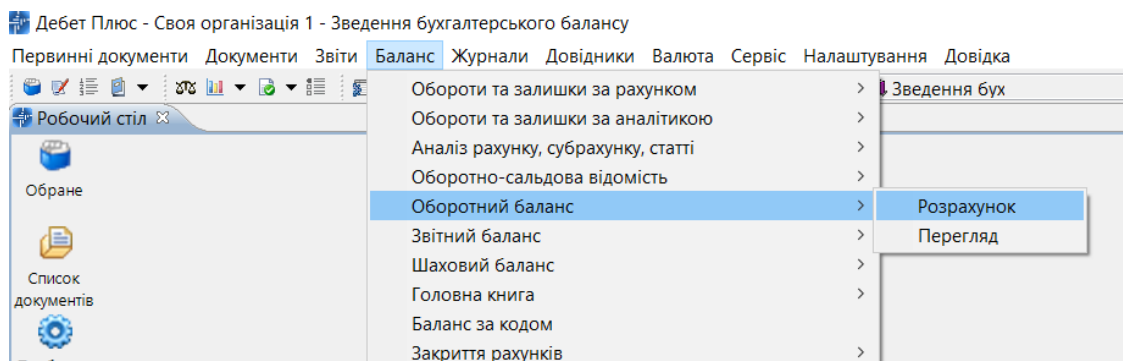 Дебет Плюс - Своя організація 1 - Зведення бухгалтерського балансу
Первинні документи Документи Звіти Баланс Журнали Довідники Валюта Сервіс Налаштування Довідка
Зведення бух
Робочий стіл
Обране
Список
документів
Обороти та залишки за рахунком
Обороти та залишки за аналітикою
Аналіз рахунку, субрахунку, статті
Оборотно-сальдова відомість
Оборотний баланс
Звітний баланс
Шаховий баланс
Головна книга
Баланс за кодом
Закриття рахунків
Розрахунок
Перегляд